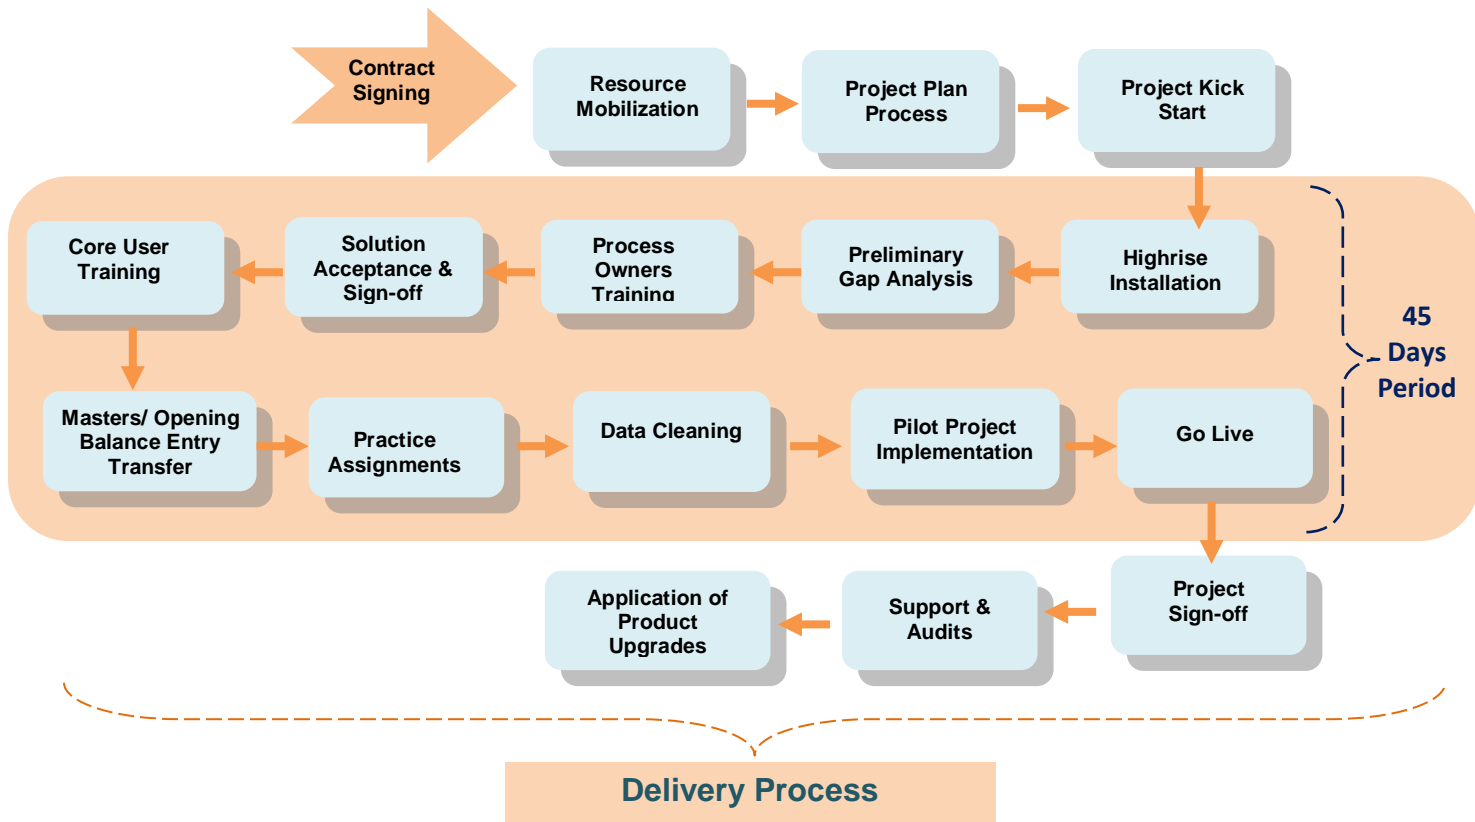 Contract
Signing
Resource
Mobilization
Project Plan
Process
Project Kick
Start
Core User
Training
Solution
Acceptance &
Sign-off
Process
Owners
Training
Preliminary
Gap Analysis
Highrise
Installation
45
Days
Period
Masters/ Opening
Balance Entry
Transfer
Practice
Assignments
Data Cleaning
Pilot Project
Implementation
Go Live
Application of
Product
Upgrades
Support &
Audits
Project
Sign-off
Delivery Process